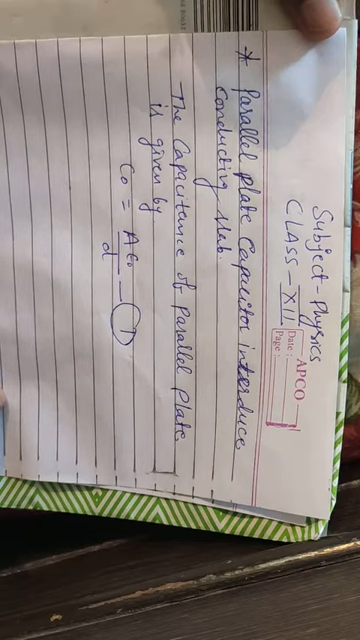 Subject - Physics
CLASS - XII
APCO
Date :
Page :
* Parallel Plate Capacitor interduce
conducting slab.
The Capacitance of Parallel Plate
is given by
C₀ = Aε₀/d — ①